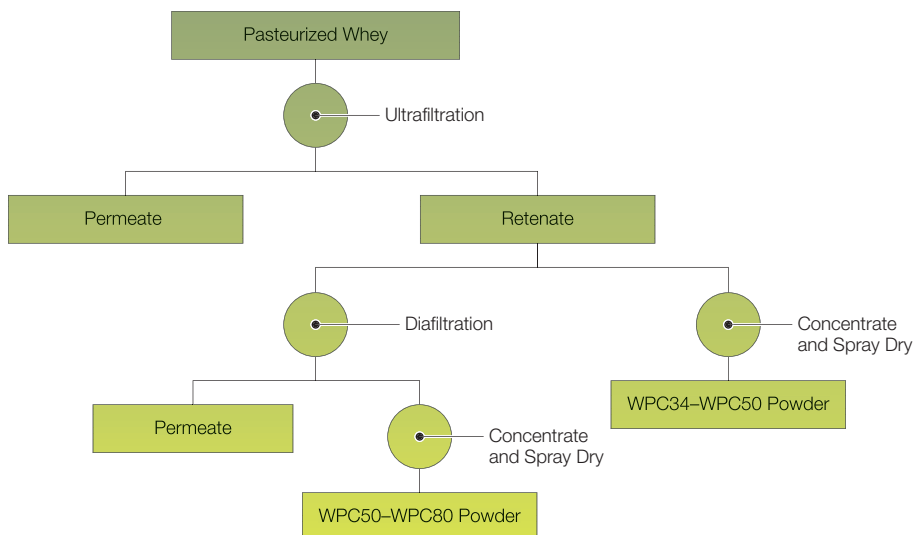 Pasteurized Whey
Ultrafiltration
Permeate
Retenate
Diafiltration
Concentrate
and Spray Dry
WPC34–WPC50 Powder
Permeate
Concentrate
and Spray Dry
WPC50–WPC80 Powder